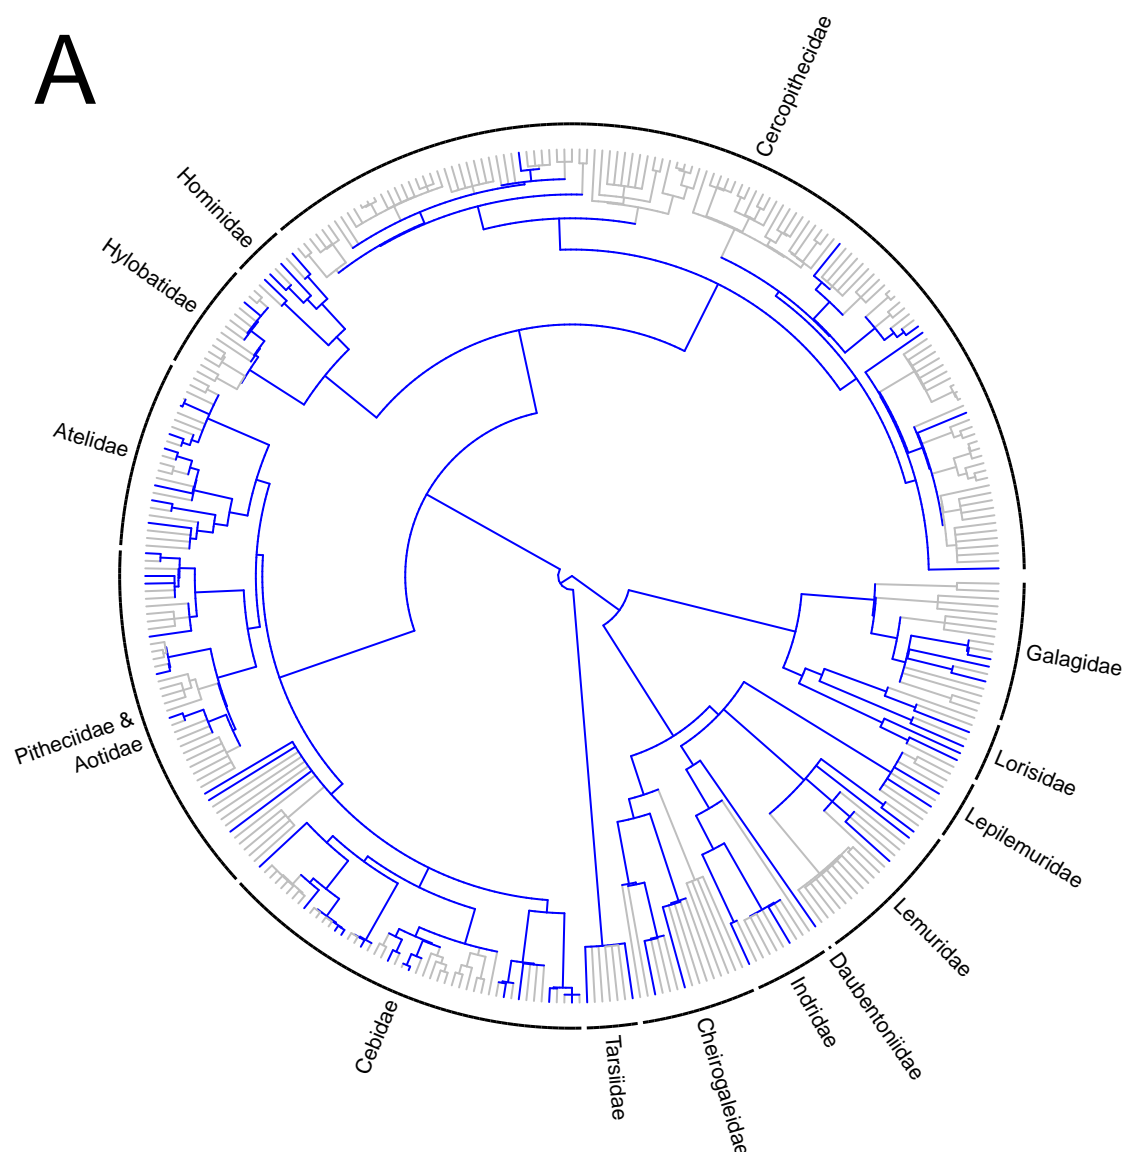 A
Cercopithecidae
Hominidae
Hylobatidae
Atelidae
Galagidae
Pitheciidae &
Aotidae
Lorisidae
Lepilemuridae
Lemuridae
Daubentoniidae
Indridae
Cebidae
Cheirogaleidae
Tarsiidae